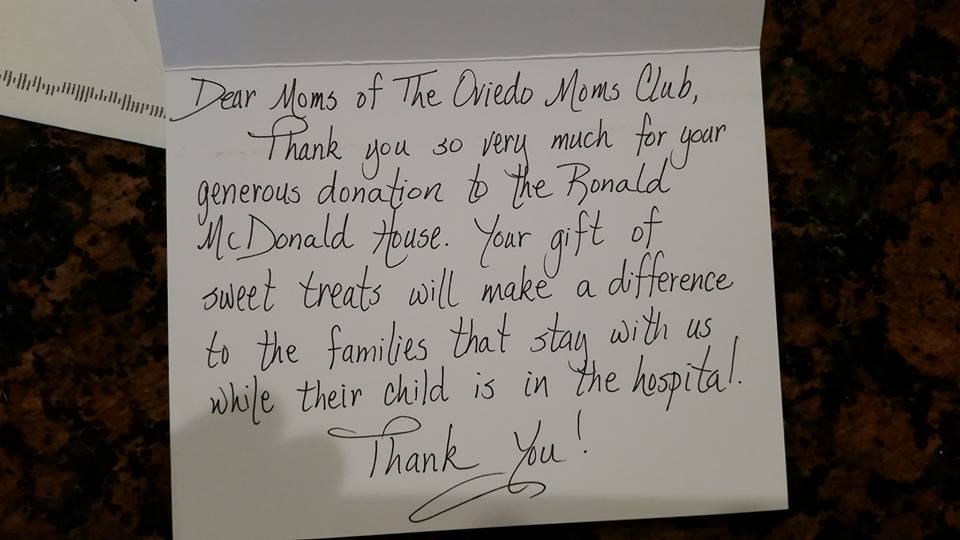 Dear Moms of The Oviedo Moms Club,
Thank you so very much for your
generous donation to the Ronald
McDonald House. Your gift of
sweet treats will make a difference
to the families that stay with us
while their child is in the hospital.
Thank You!